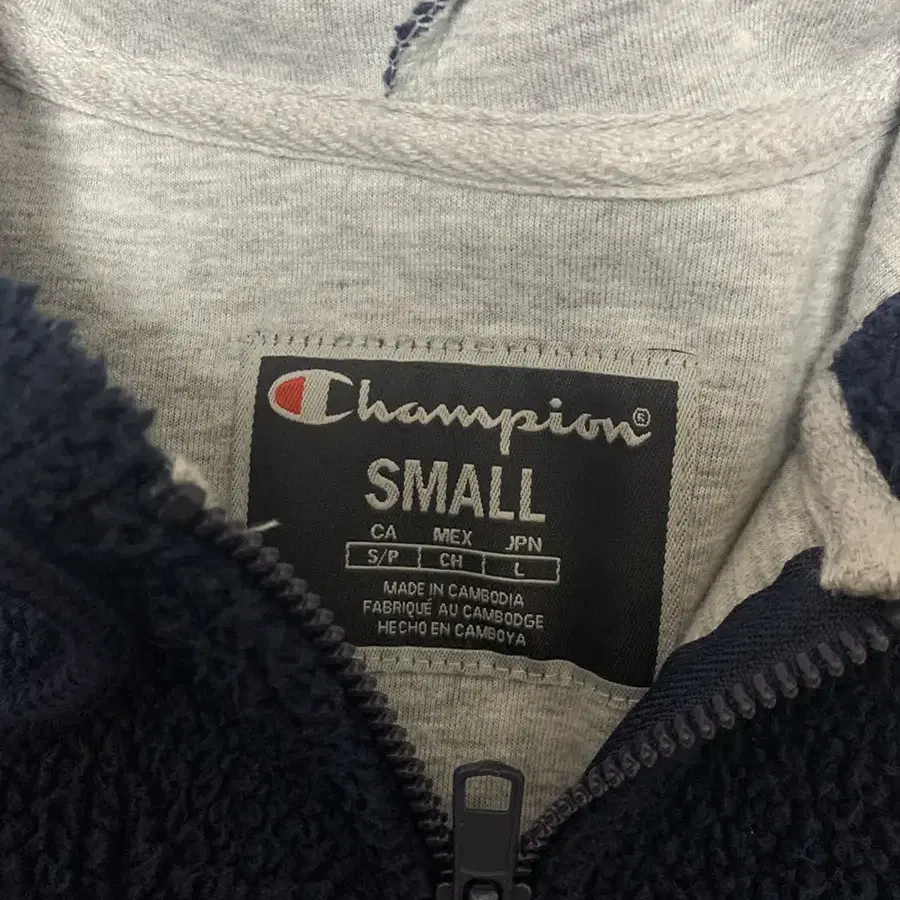 Champion®
SMALL
CA MEX JPN
S/P CH L
MADE IN CAMBODIA
FABRIQUÉ AU CAMBODGE
HECHO EN CAMBOYA